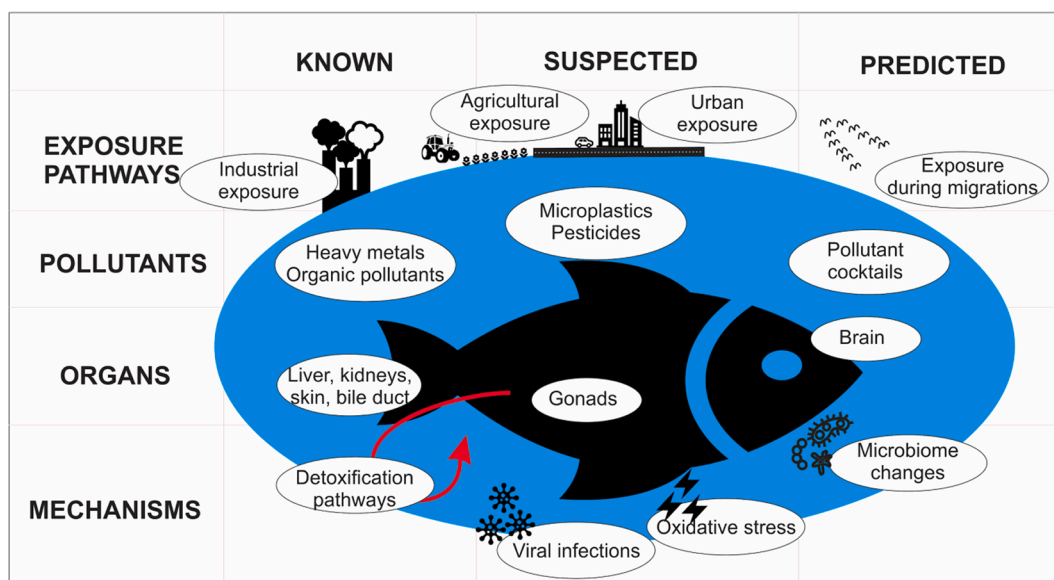 KNOWN
SUSPECTED
PREDICTED
EXPOSURE
PATHWAYS
Industrial
exposure
Agricultural
exposure
Urban
exposure
Exposure
during migrations
POLLUTANTS
Heavy metals
Organic pollutants
Microplastics
Pesticides
Pollutant
cocktails
ORGANS
Liver, kidneys,
skin, bile duct
Gonads
Brain
MECHANISMS
Detoxification
pathways
Viral infections
Oxidative stress
Microbiome
changes